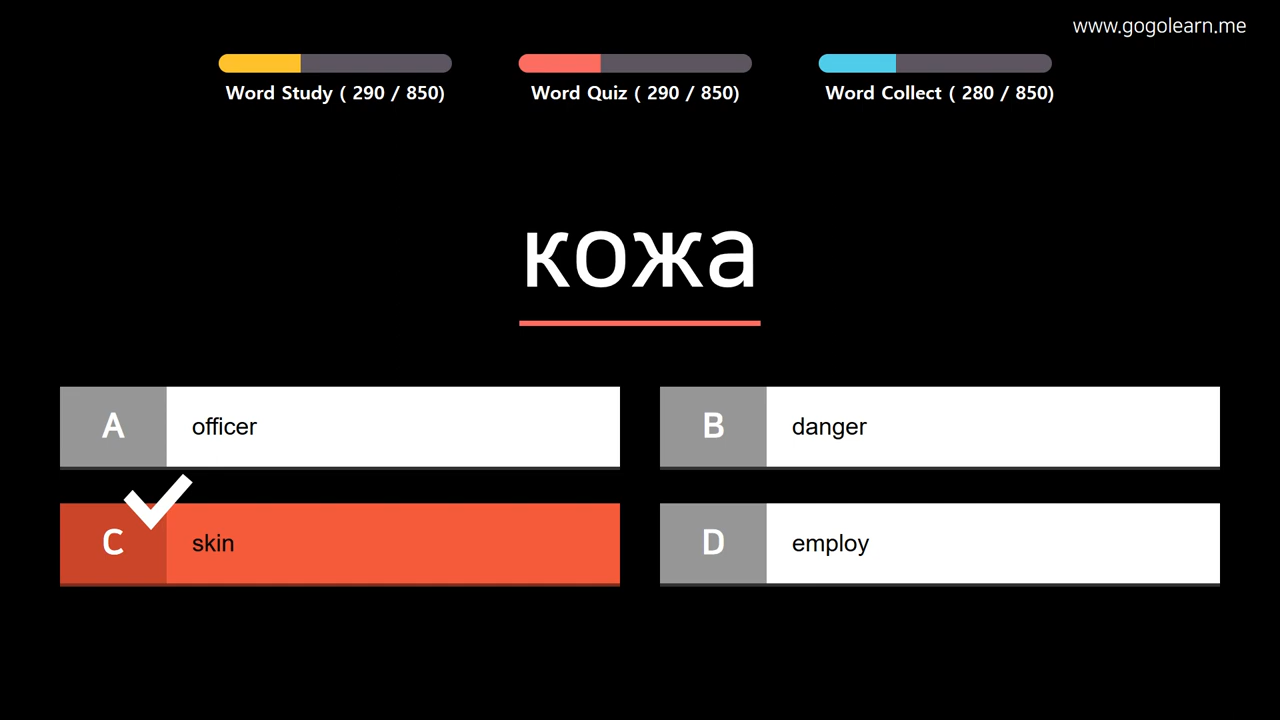 www.gogolearn.me
Word Study ( 290 / 850)
Word Quiz ( 290 / 850)
Word Collect ( 280 / 850)
кожа
A officer
B danger
C skin
D employ